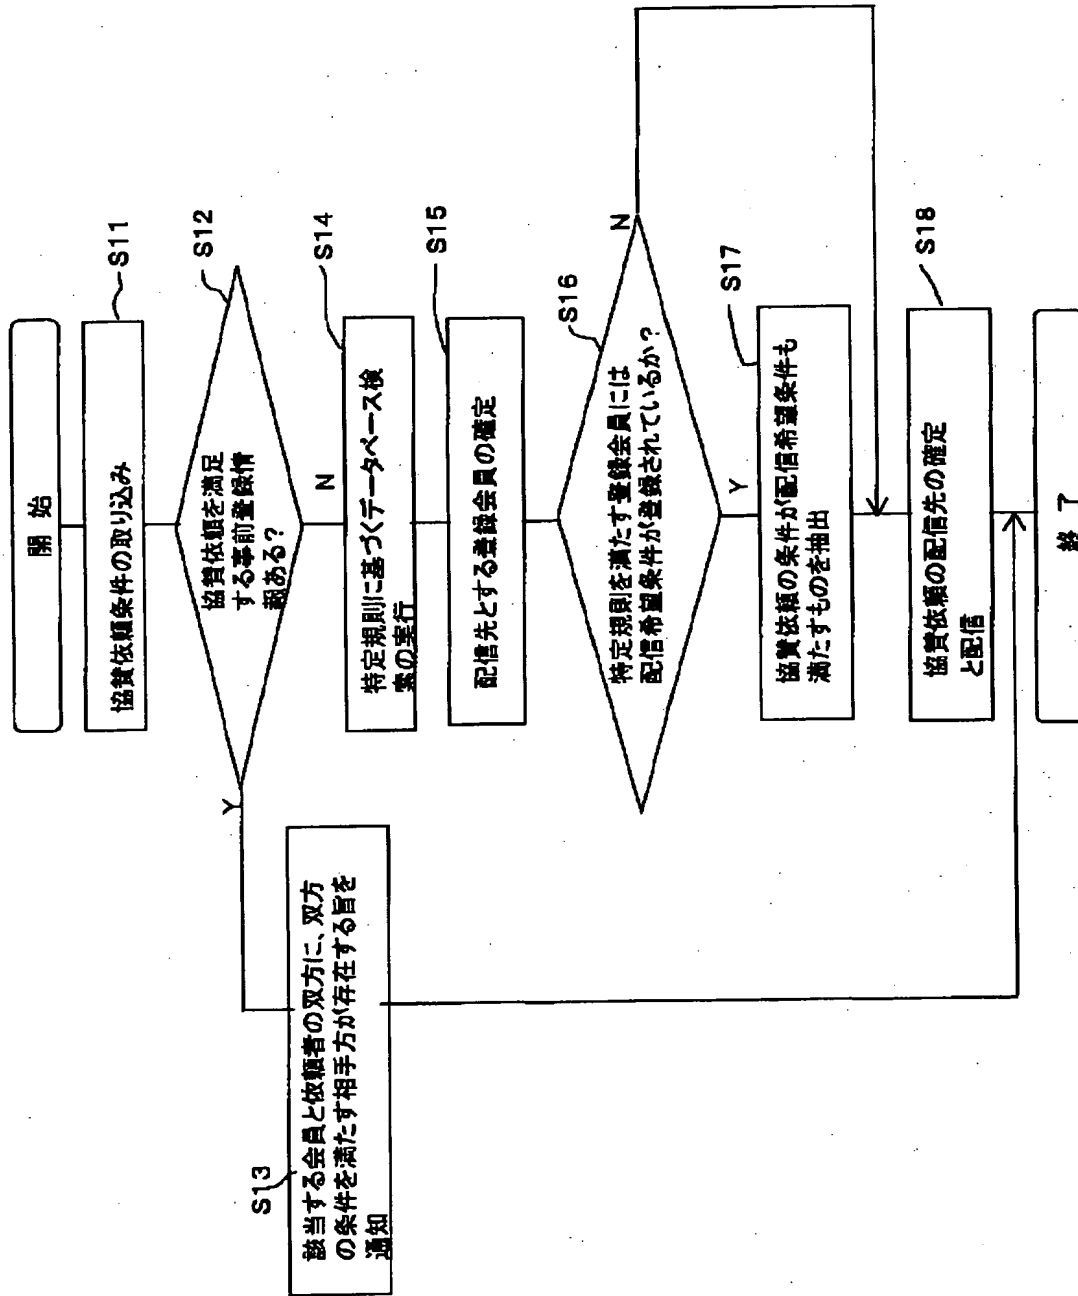 開 始
協賛依頼条件の取り込み
S11
協賛依頼を満足
する事前登録情
報ある?
S12
Y
N
S13
該当する会員と依頼者の双方に、双方
の条件を満たす相手方が存在する旨を
通知
特定規則に基づくデータベース検
索の実行
S14
配信先とする登録会員の確定
S15
特定規則を満たす登録会員には
配信希望条件が登録されているか?
S16
N
Y
協賛依頼の条件が配信希望条件も
満たすものを抽出
S17
協賛依頼の配信先の確定
と配信
S18
終 了